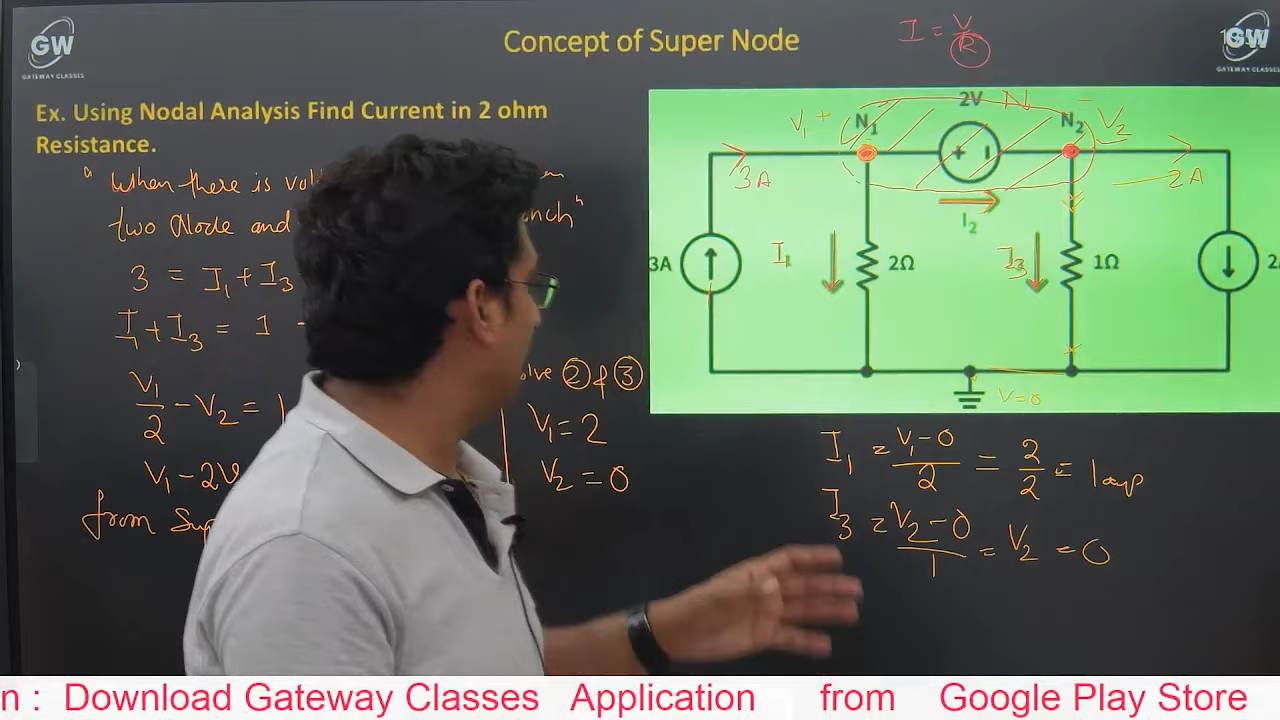 GW
GATEWAY CLASSES
Concept of Super Node
I = V/R
GW
GATEWAY CLASSES
Ex. Using Nodal Analysis Find Current in 2 ohm
Resistance.
"When there is
two Node and
3 = I₁ + I₃
I₁ + I₃ = 1
V₁/2 - V₂ =
V₁ - 2V
from
② & ③
V₁ = 2
V₂ = 0
2V
N
N₁
N₂
V₁ +
-
V₂
3A
2A
I₂
I₁
I₃
3A
2Ω
1Ω
V=0
I₁ = (V₁-0)/2 = 2/2 = 1 amp
I₃ = (V₂-0)/1 = V₂ = 0
n : Download Gateway Classes Application from Google Play Store